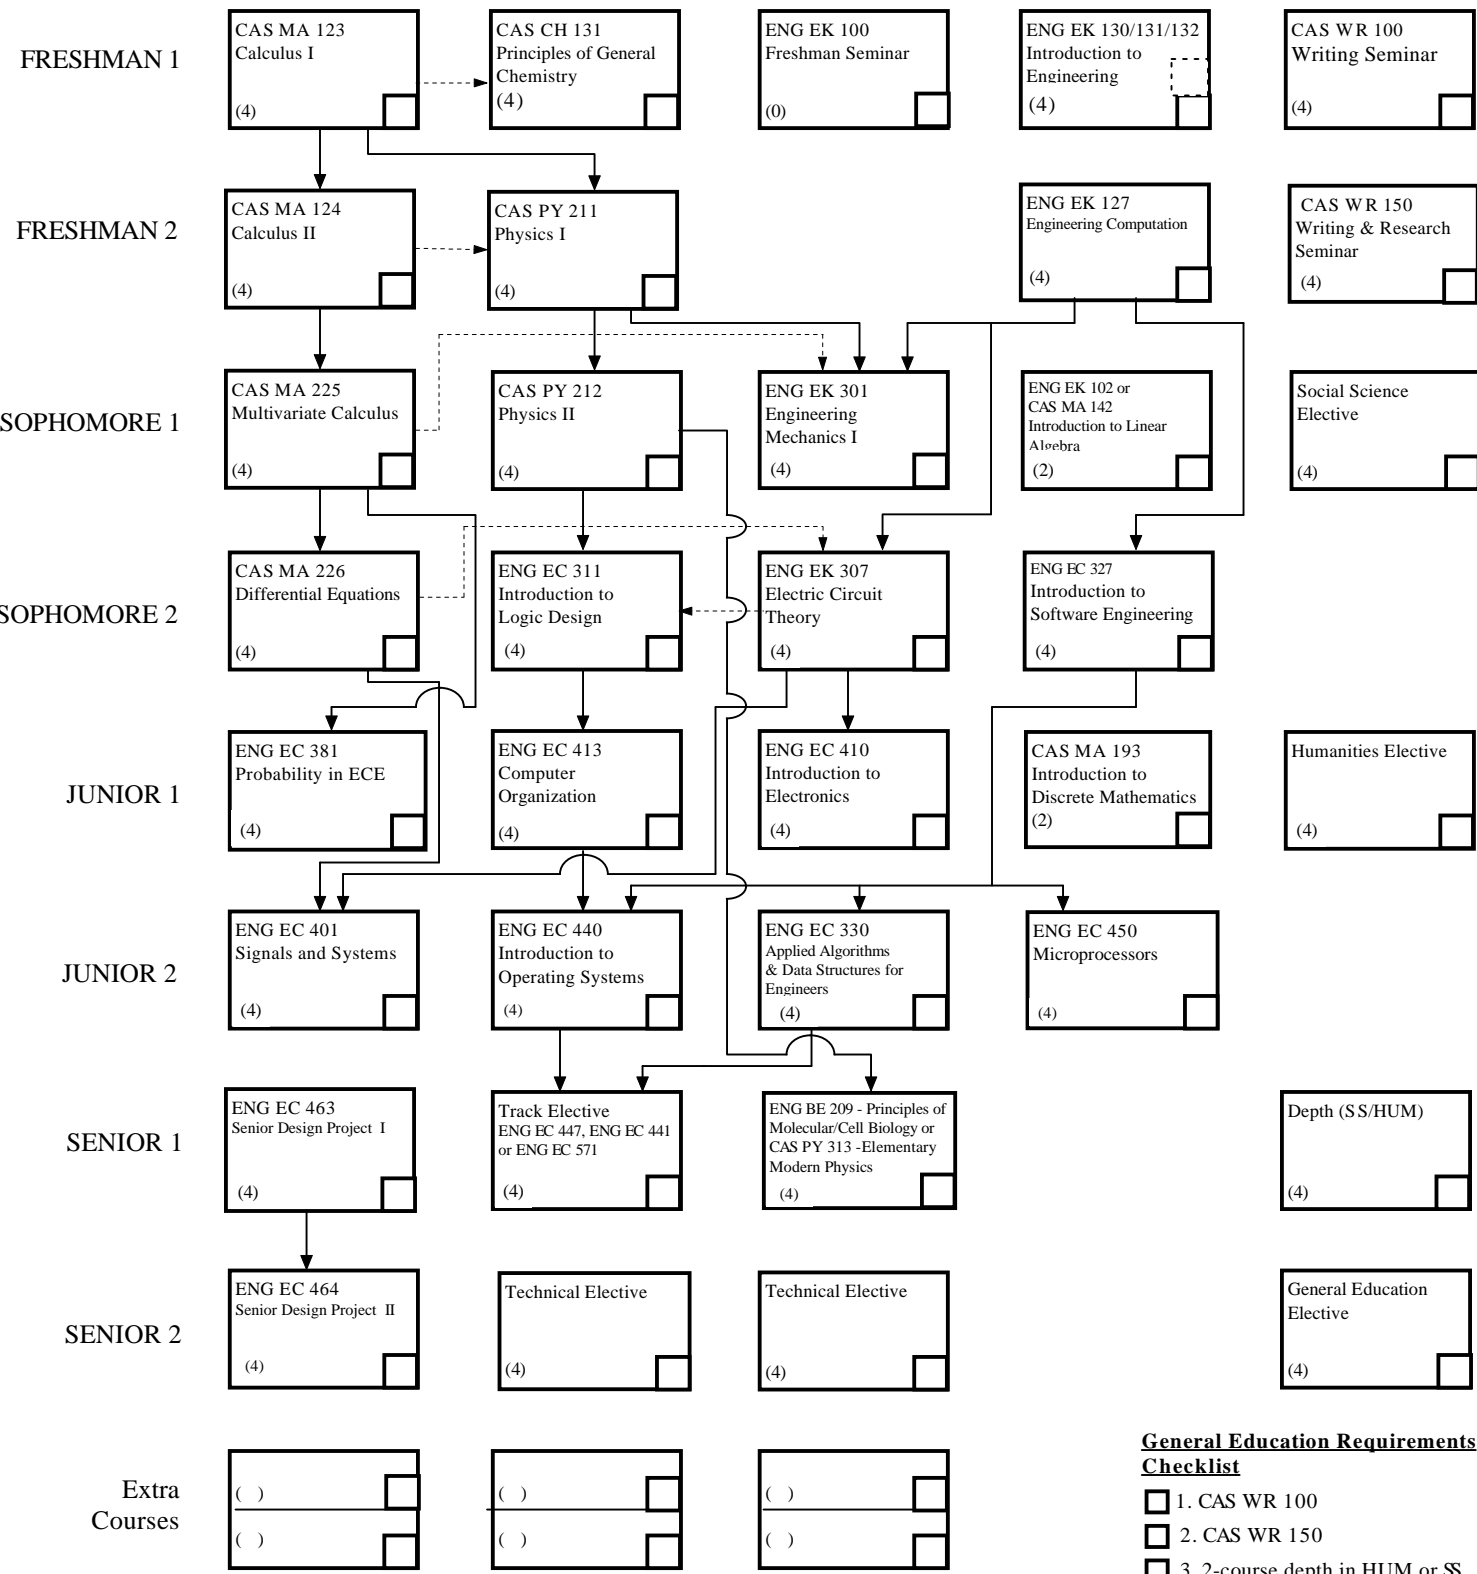 FRESHMAN 1
CAS MA 123
Calculus I
(4)
CAS CH 131
Principles of General
Chemistry
(4)
ENG EK 100
Freshman Seminar
(0)
ENG EK 130/131/132
Introduction to
Engineering
(4)
CAS WR 100
Writing Seminar
(4)
FRESHMAN 2
CAS MA 124
Calculus II
(4)
CAS PY 211
Physics I
(4)
ENG EK 127
Engineering Computation
(4)
CAS WR 150
Writing & Research
Seminar
(4)
SOPHOMORE 1
CAS MA 225
Multivariate Calculus
(4)
CAS PY 212
Physics II
(4)
ENG EK 301
Engineering
Mechanics I
(4)
ENG EK 102 or
CAS MA 142
Introduction to Linear
Algebra
(2)
Social Science
Elective
(4)
SOPHOMORE 2
CAS MA 226
Differential Equations
(4)
ENG EC 311
Introduction to
Logic Design
(4)
ENG EK 307
Electric Circuit
Theory
(4)
ENG EC 327
Introduction to
Software Engineering
(4)
JUNIOR 1
ENG EC 381
Probability in ECE
(4)
ENG EC 413
Computer
Organization
(4)
ENG EC 410
Introduction to
Electronics
(4)
CAS MA 193
Introduction to
Discrete Mathematics
(2)
Humanities Elective
(4)
JUNIOR 2
ENG EC 401
Signals and Systems
(4)
ENG EC 440
Introduction to
Operating Systems
(4)
ENG EC 330
Applied Algorithms
& Data Structures for
Engineers
(4)
ENG EC 450
Microprocessors
(4)
SENIOR 1
ENG EC 463
Senior Design Project I
(4)
Track Elective
ENG EC 447, ENG EC 441
or ENG EC 571
(4)
ENG BE 209 - Principles of
Molecular/Cell Biology or
CAS PY 313 -Elementary
Modern Physics
(4)
Depth (SS/HUM)
(4)
SENIOR 2
ENG EC 464
Senior Design Project II
(4)
Technical Elective
(4)
Technical Elective
(4)
General Education
Elective
(4)
Extra
Courses
( )
( )
( )
( )
( )
( )
General Education Requirements
Checklist
1. CAS WR 100
2. CAS WR 150
3. 2-course depth in HUM or SS